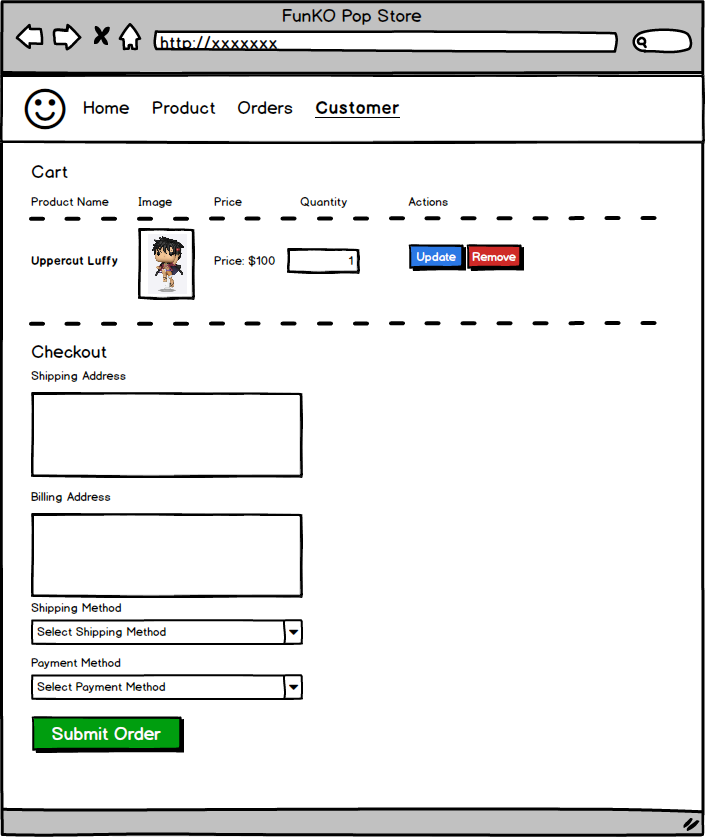 FunKO Pop Store
http://xxxxxxx
Home Product Orders Customer
Cart
Product Name Image Price Quantity Actions
Uppercut Luffy Price: $100 1 Update Remove
Checkout
Shipping Address
Billing Address
Shipping Method
Select Shipping Method
Payment Method
Select Payment Method
Submit Order